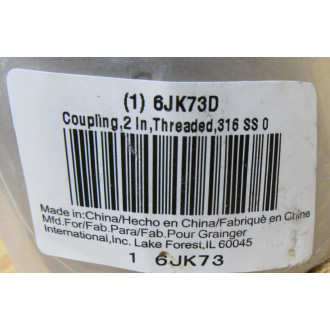 (1) 6JK73D
Coupling,2 In,Threaded,316 SS 0
Made in:China/Hecho en China/Fabriquè en Chine
Mfd.For/Fab.Para/Fab.Pour Grainger
International,Inc. Lake Forest,IL 60045
1 6JK73